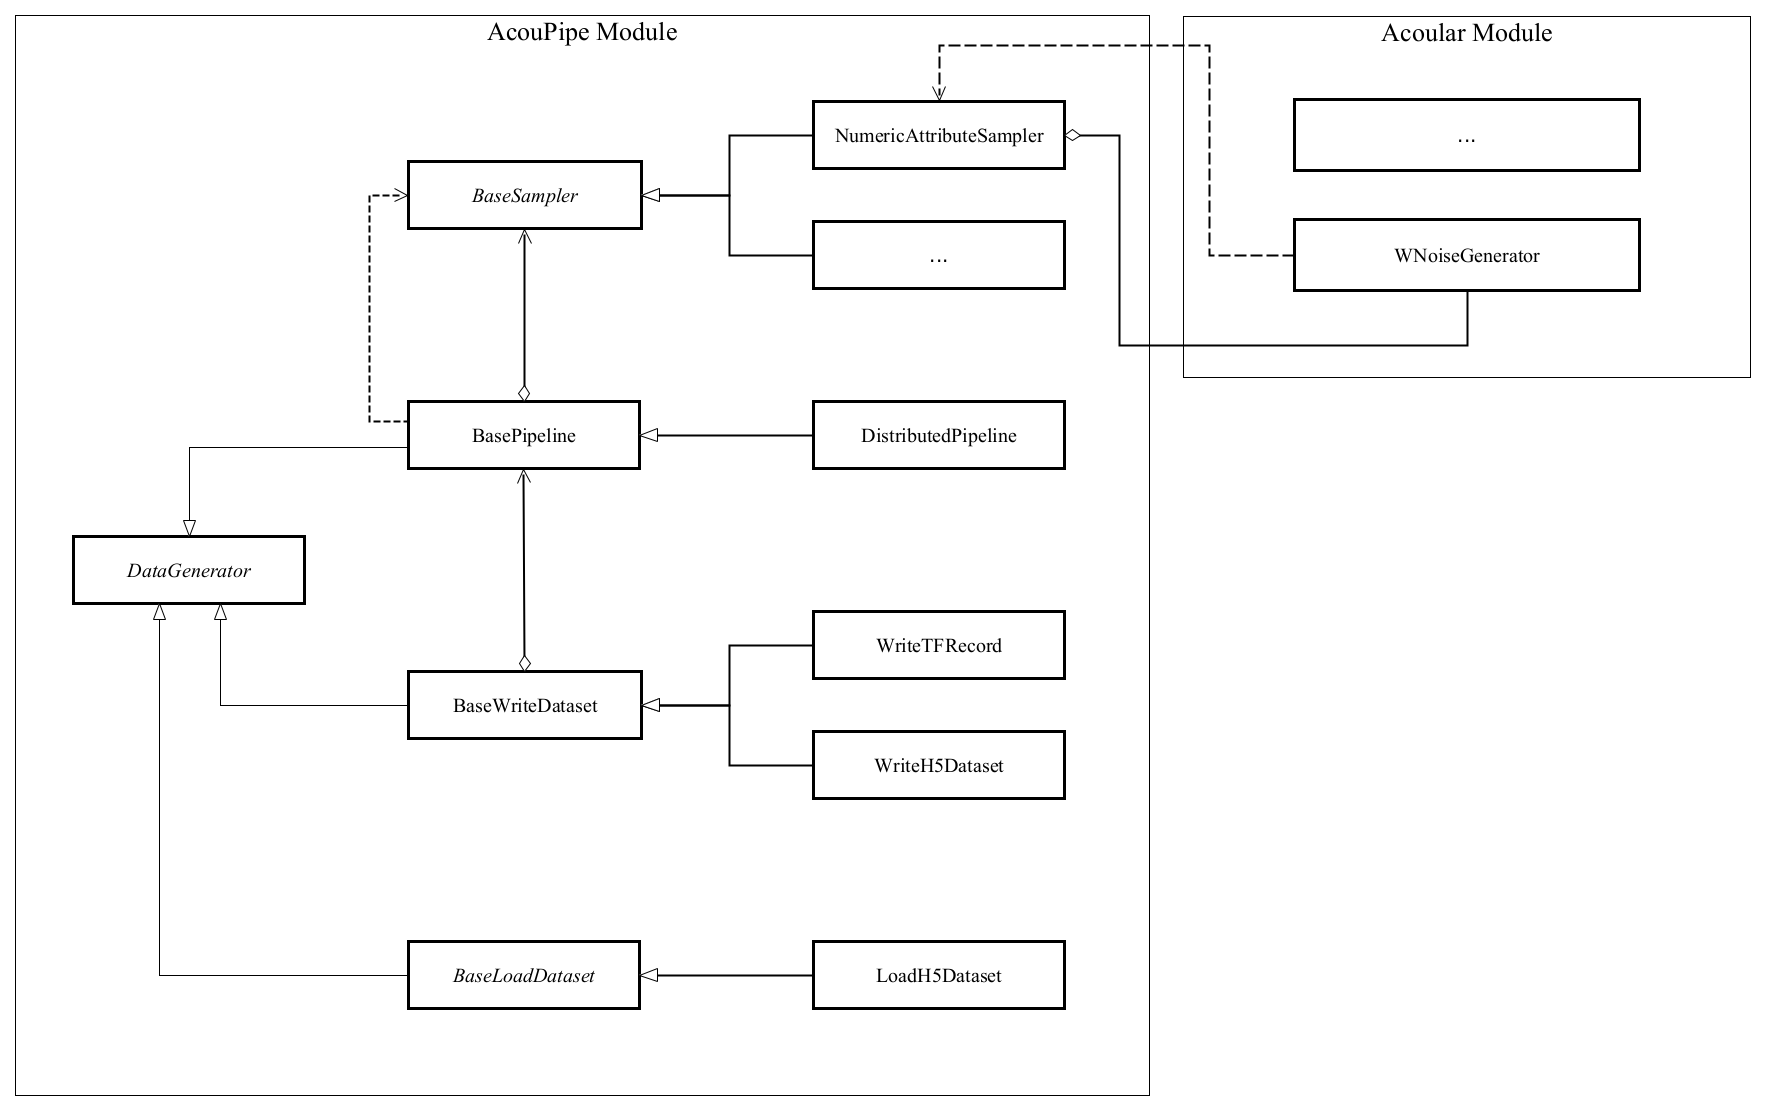 AcouPipe Module
Acoular Module
NumericAttributeSampler
...
BaseSampler
...
WNoiseGenerator
BasePipeline
DistributedPipeline
DataGenerator
WriteTFRecord
BaseWriteDataset
WriteH5Dataset
BaseLoadDataset
LoadH5Dataset